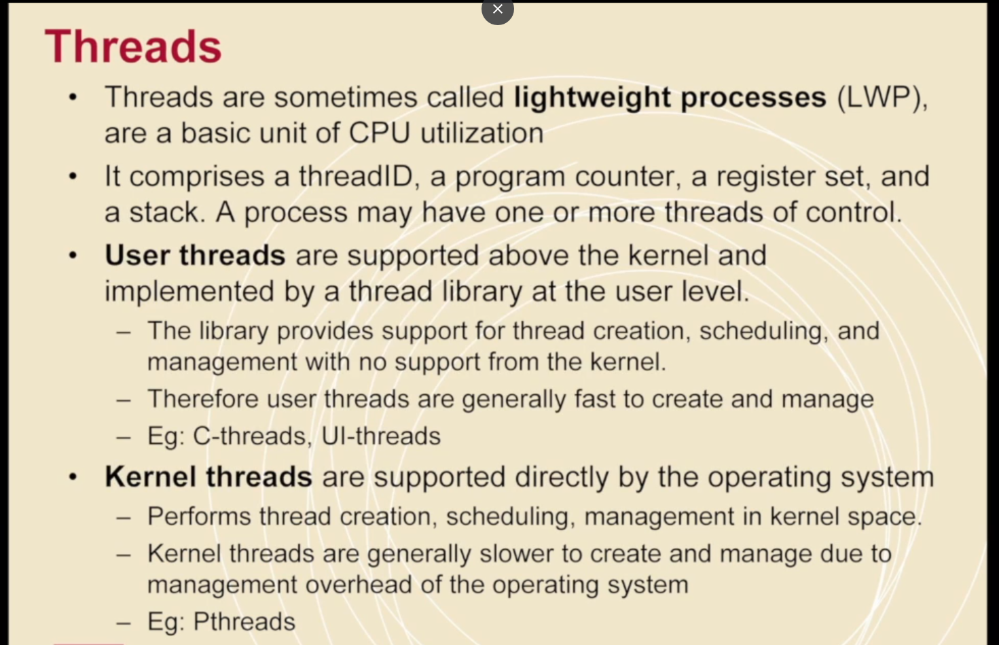 Threads
• Threads are sometimes called lightweight processes (LWP),
are a basic unit of CPU utilization
• It comprises a threadID, a program counter, a register set, and
a stack. A process may have one or more threads of control.
• User threads are supported above the kernel and
implemented by a thread library at the user level.
– The library provides support for thread creation, scheduling, and
management with no support from the kernel.
– Therefore user threads are generally fast to create and manage
– Eg: C-threads, UI-threads
• Kernel threads are supported directly by the operating system
– Performs thread creation, scheduling, management in kernel space.
– Kernel threads are generally slower to create and manage due to
management overhead of the operating system
– Eg: Pthreads